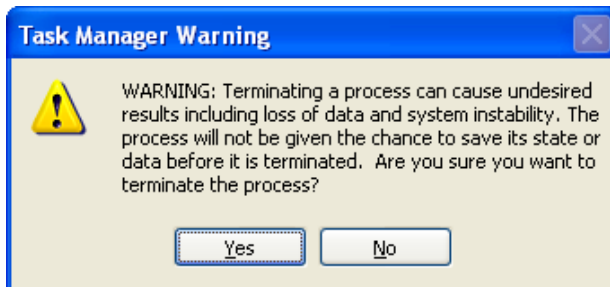 Task Manager Warning
WARNING: Terminating a process can cause undesired
results including loss of data and system instability. The
process will not be given the chance to save its state or
data before it is terminated.  Are you sure you want to
terminate the process?
Yes
No